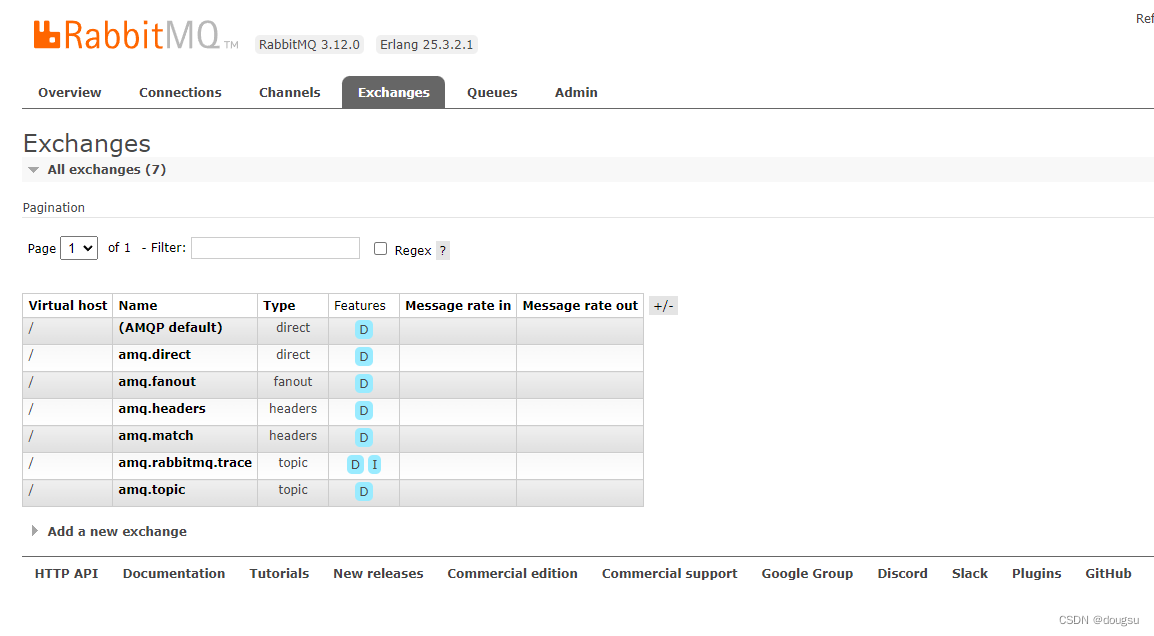 Ref
RabbitMQ TM RabbitMQ 3.12.0 Erlang 25.3.2.1
Overview Connections Channels Exchanges Queues Admin
Exchanges
All exchanges (7)
Pagination
Page 1 of 1 - Filter: Regex ?
Virtual host Name Type Features Message rate in Message rate out +/-
/ (AMQP default) direct D
/ amq.direct direct D
/ amq.fanout fanout D
/ amq.headers headers D
/ amq.match headers D
/ amq.rabbitmq.trace topic D I
/ amq.topic topic D
Add a new exchange
HTTP API Documentation Tutorials New releases Commercial edition Commercial support Google Group Discord Slack Plugins GitHub
CSDN @dougsu